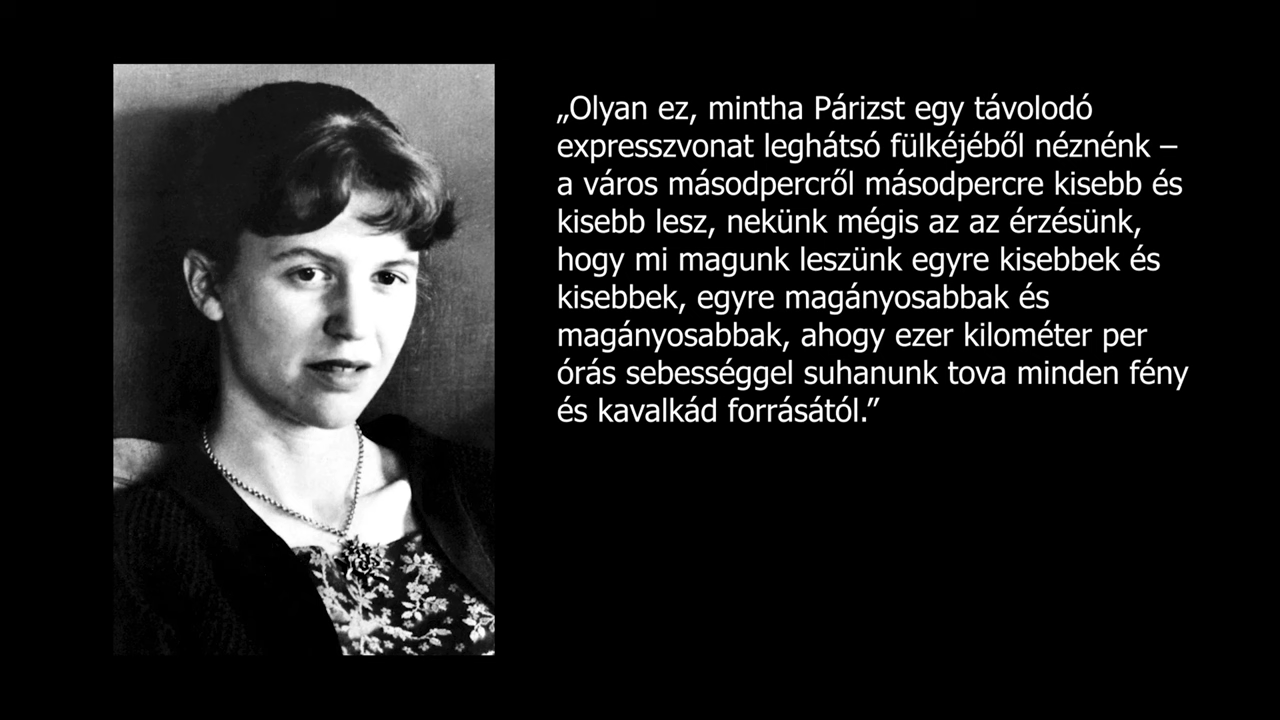 „Olyan ez, mintha Párizst egy távolodó
expresszvonat leghátsó fülkéjéből néznénk –
a város másodpercről másodpercre kisebb és
kisebb lesz, nekünk mégis az az érzésünk,
hogy mi magunk leszünk egyre kisebbek és
kisebbek, egyre magányosabbak és
magányosabbak, ahogy ezer kilométer per
órás sebességgel suhanunk tova minden fény
és kavalkád forrásától.”